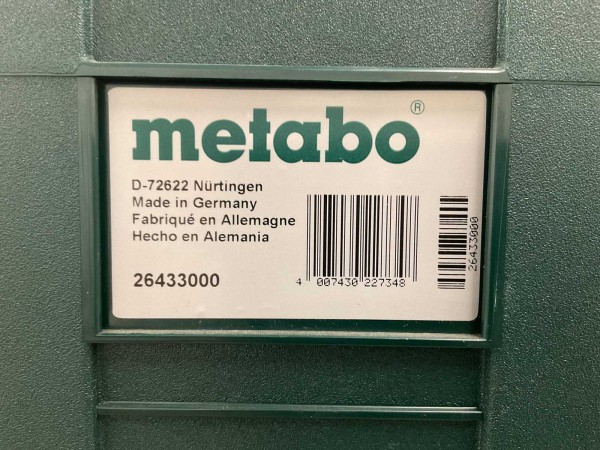 metabo®
D-72622 Nürtingen
Made in Germany
Fabriqué en Allemagne
Hecho en Alemania
26433000
4 007430 227348
26433000